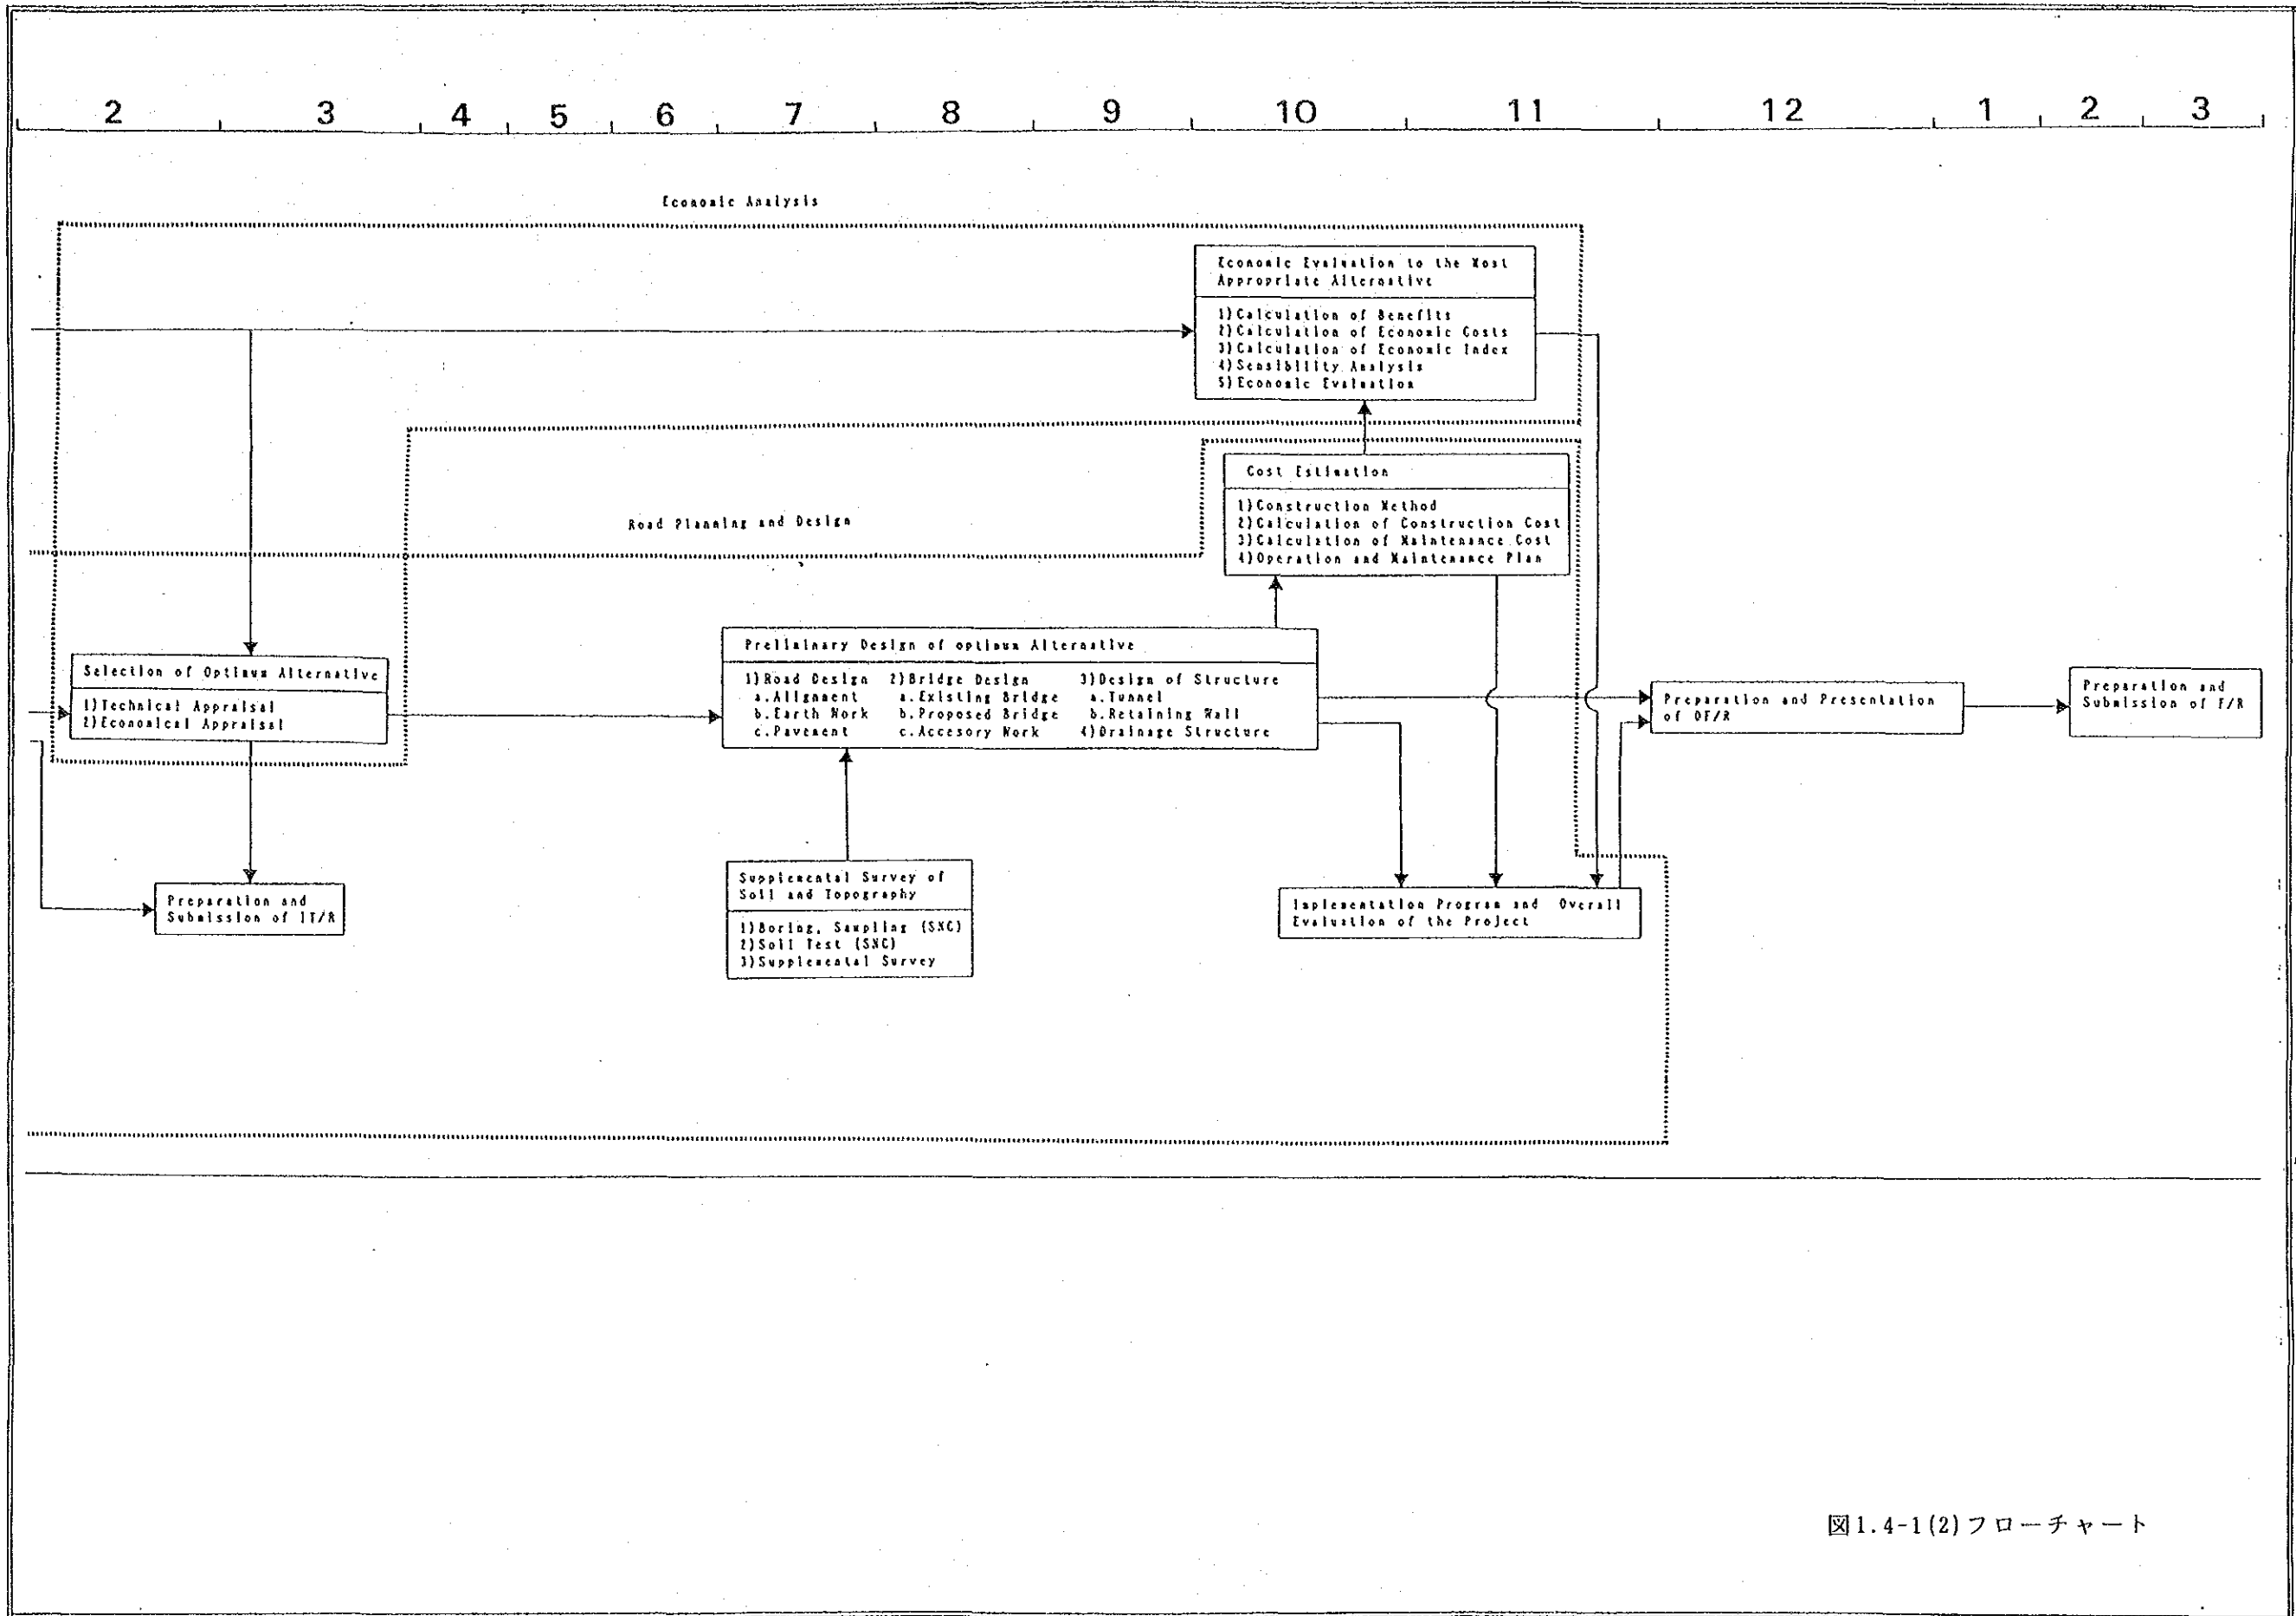 2 3 4 5 6 7 8 9 10 11 12 1 2 3
Economic Analysis
Economic Evaluation to the Most
Appropriate Alternative
1)Calculation of Benefits
2)Calculation of Economic Costs
3)Calculation of Economic Index
4)Sensibility Analysis
5)Economic Evaluation
Cost Estimation
1)Construction Method
2)Calculation of Construction Cost
3)Calculation of Maintenance Cost
4)Operation and Maintenance Plan
Road Planning and Design
Selection of Optimum Alternative
1)Technical Appraisal
2)Economical Appraisal
Preliminary Design of optimum Alternative
1)Road Design 2)Bridge Design 3)Design of Structure
a.Alignment a.Existing Bridge a.Tunnel
b.Earth Work b.Proposed Bridge b.Retaining Wall
c.Pavement c.Accesory Work 4)Drainage Structure
Preparation and Presentation
of DF/R
Preparation and
Submission of F/R
Preparation and
Submission of IT/R
Supplemental Survey of
Soil and Topography
1)Boring, Sampling (SNC)
2)Soil Test (SNC)
3)Supplemental Survey
Implementation Program and Overall
Evaluation of the Project
図1.4-1(2)フローチャート